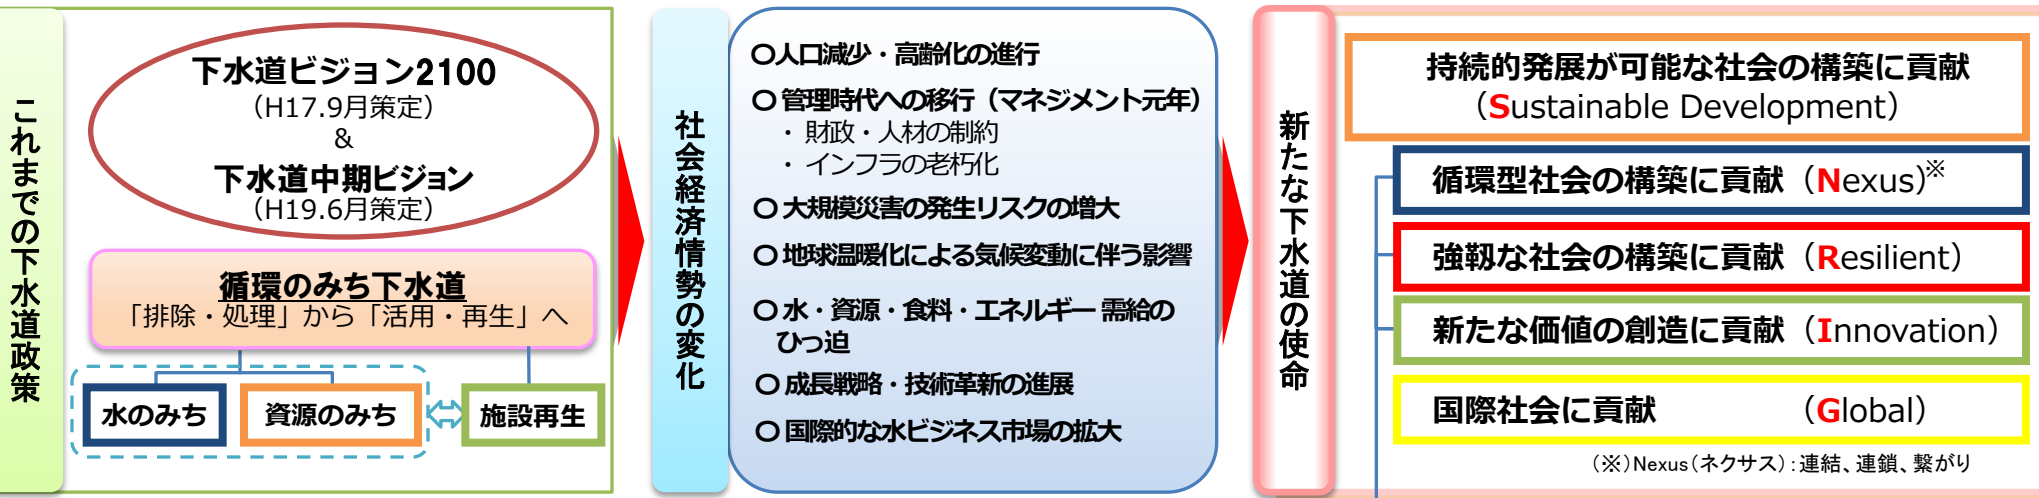 これまでの下水道政策
下水道ビジョン2100
（H17.9月策定）
&
下水道中期ビジョン
（H19.6月策定）
循環のみち下水道
「排除・処理」から「活用・再生」へ
水のみち
資源のみち
施設再生
社会経済情勢の変化
〇人口減少・高齢化の進行
〇 管理時代への移行（マネジメント元年）
・ 財政・人材の制約
・ インフラの老朽化
〇 大規模災害の発生リスクの増大
〇 地球温暖化による気候変動に伴う影響
〇 水・資源・食料・エネルギー 需給の
ひっ迫
〇 成長戦略・技術革新の進展
〇 国際的な水ビジネス市場の拡大
新たな下水道の使命
持続的発展が可能な社会の構築に貢献
（Sustainable Development）
循環型社会の構築に貢献（Nexus）※
強靱な社会の構築に貢献（Resilient）
新たな価値の創造に貢献（Innovation）
国際社会に貢献　　　　（Global）
（※）Nexus（ネクサス）：連結、連鎖、繋がり